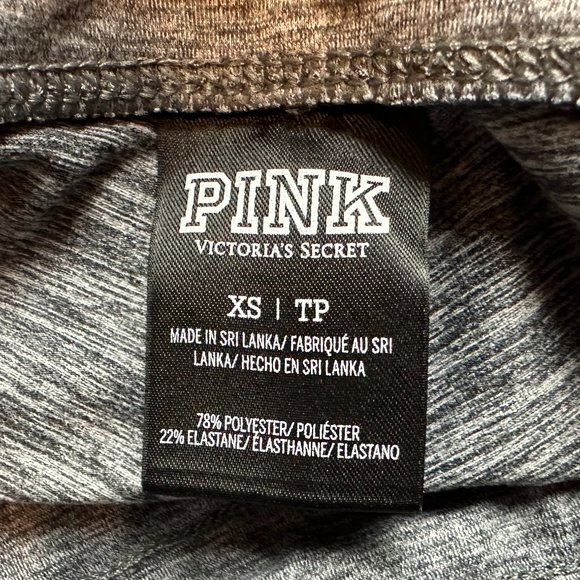 PINK
VICTORIA'S SECRET
XS | TP
MADE IN SRI LANKA/ FABRIQUÉ AU SRI
LANKA/ HECHO EN SRI LANKA
78% POLYESTER/ POLIÉSTER
22% ELASTANE/ ÉLASTHANNE/ ELASTANO